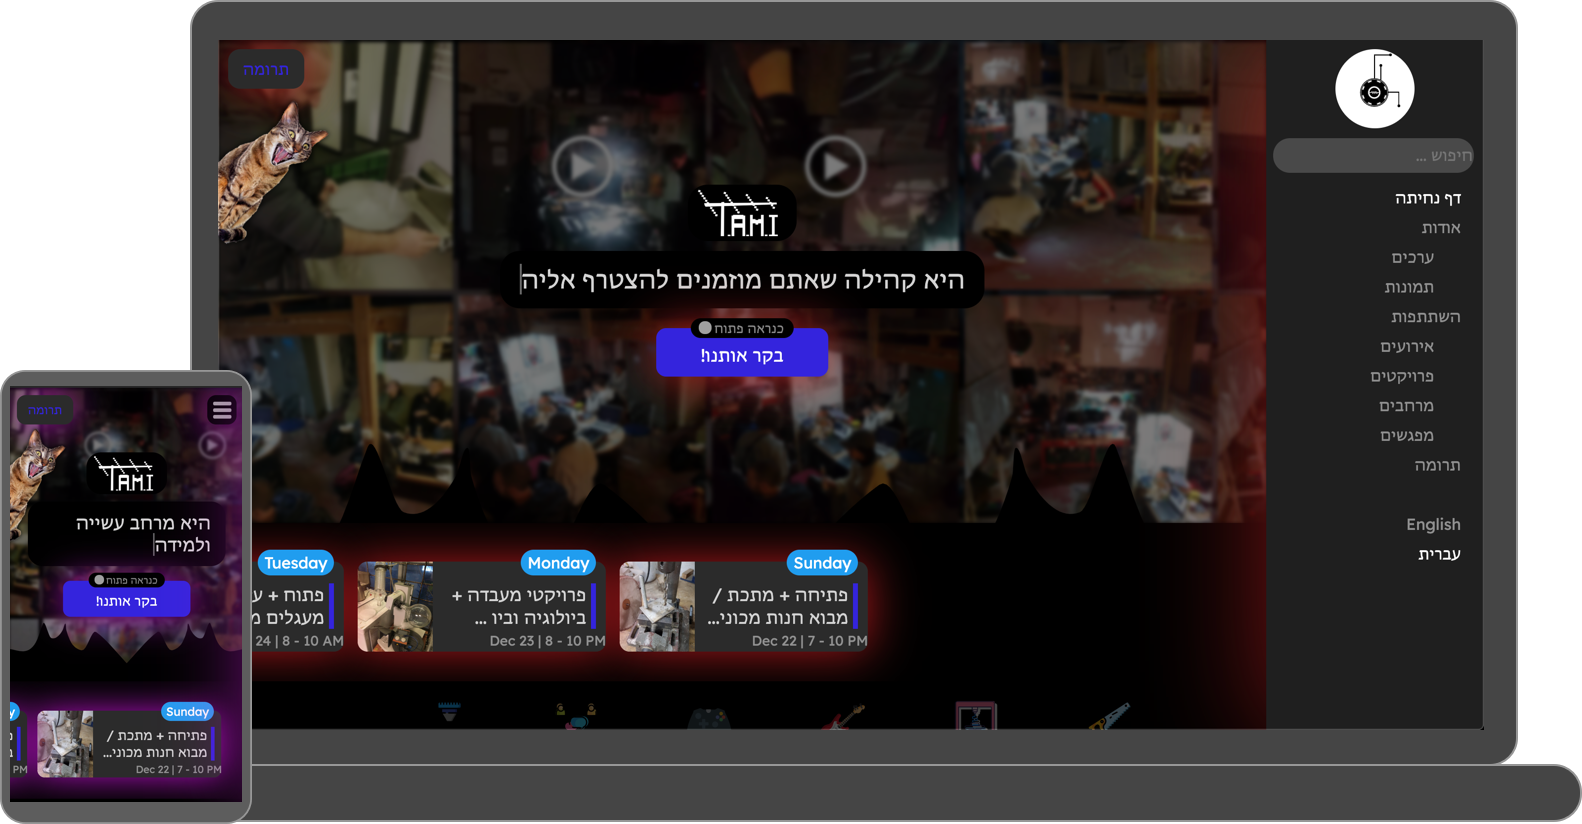 תרומה
TAMI
היא קהילה שאתם מוזמנים להצטרף אליה
כנראה פתוח
בקר אותנו!
חיפוש ...
דף נחיתה
אודות
ערכים
תמונות
השתתפות
אירועים
פרויקטים
מרחבים
מפגשים
תרומה
English
עברית
Sunday
פתיחה + מתכת /
מבוא חנות מכוני...
Dec 22 | 7 - 10 PM
Monday
פרויקטי מעבדה +
ביולוגיה וביו ...
Dec 23 | 8 - 10 PM
Tuesday
פתוח + ע
מעגלים מ
24 | 8 - 10 AM
תרומה
TAMI
היא מרחב עשייה
ולמידה
כנראה פתוח
בקר אותנו!
Sunday
פתיחה + מתכת /
מבוא חנות מכוני...
Dec 22 | 7 - 10 PM
y
PM